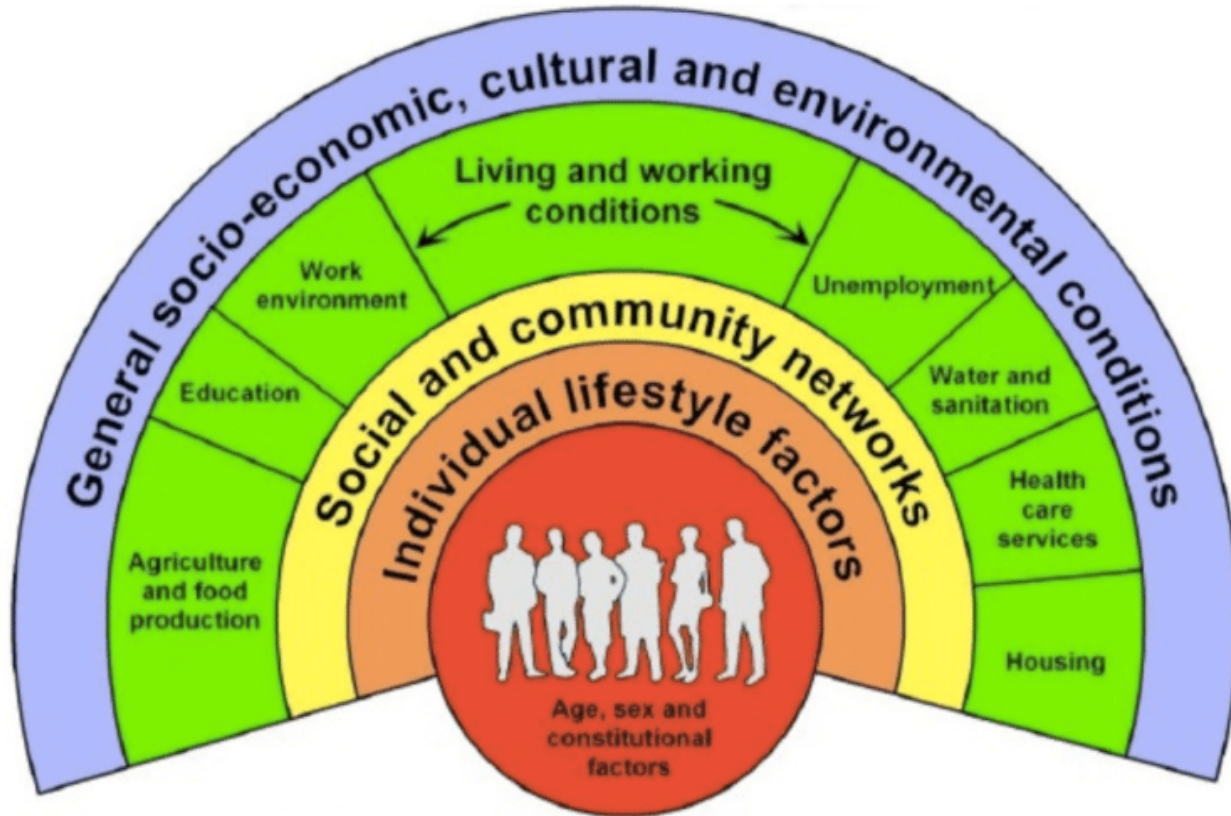 General socio-economic, cultural and environmental conditions
Living and working
conditions
Work
environment
Unemployment
Education
Water and
sanitation
Agriculture
and food
production
Health
care
services
Housing
Social and community networks
Individual lifestyle factors
Age, sex and
constitutional
factors